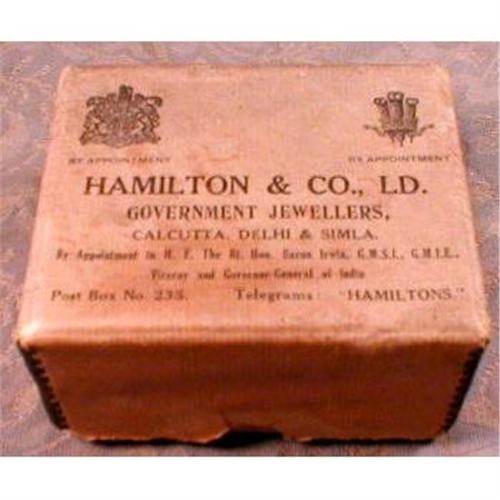 BY APPOINTMENT BY APPOINTMENT
HAMILTON & CO., LD.
GOVERNMENT JEWELLERS,
CALCUTTA, DELHI & SIMLA.
By Appointment to H. E. The Rt. Hon. Baron Irwin, G.M.S.I., G.M.I.E.,
Viceroy and Governor-General of India
Post Box No. 235. Telegrams: "HAMILTONS."